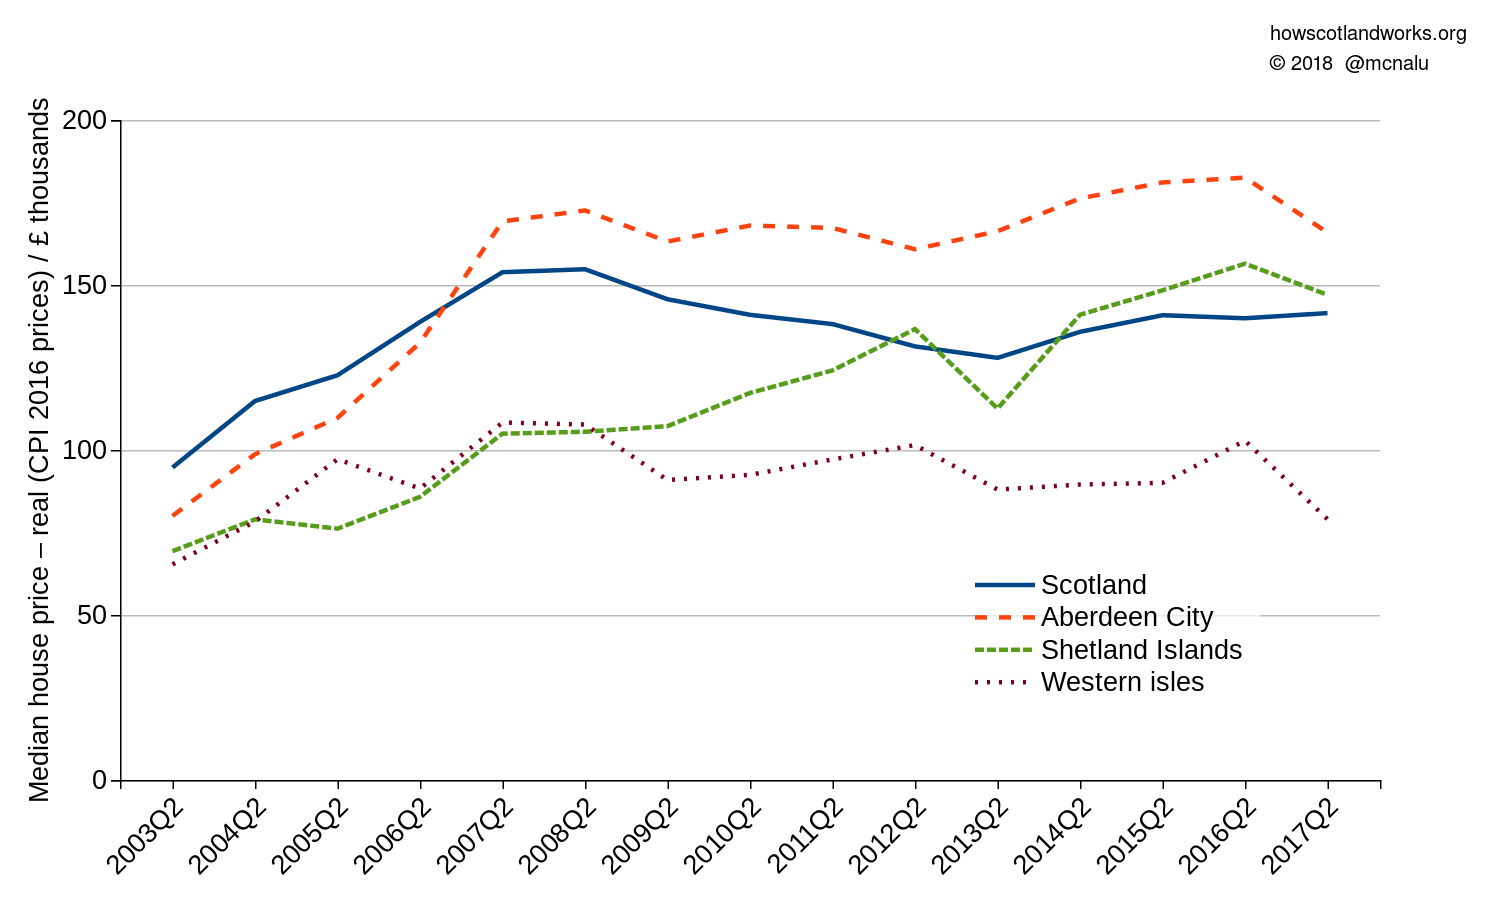 howscotlandworks.org
© 2018 @mcnalu
Median house price – real (CPI 2016 prices) / £ thousands
200
150
100
50
0
Scotland
Aberdeen City
Shetland Islands
Western isles
2003Q2
2004Q2
2005Q2
2006Q2
2007Q2
2008Q2
2009Q2
2010Q2
2011Q2
2012Q2
2013Q2
2014Q2
2015Q2
2016Q2
2017Q2